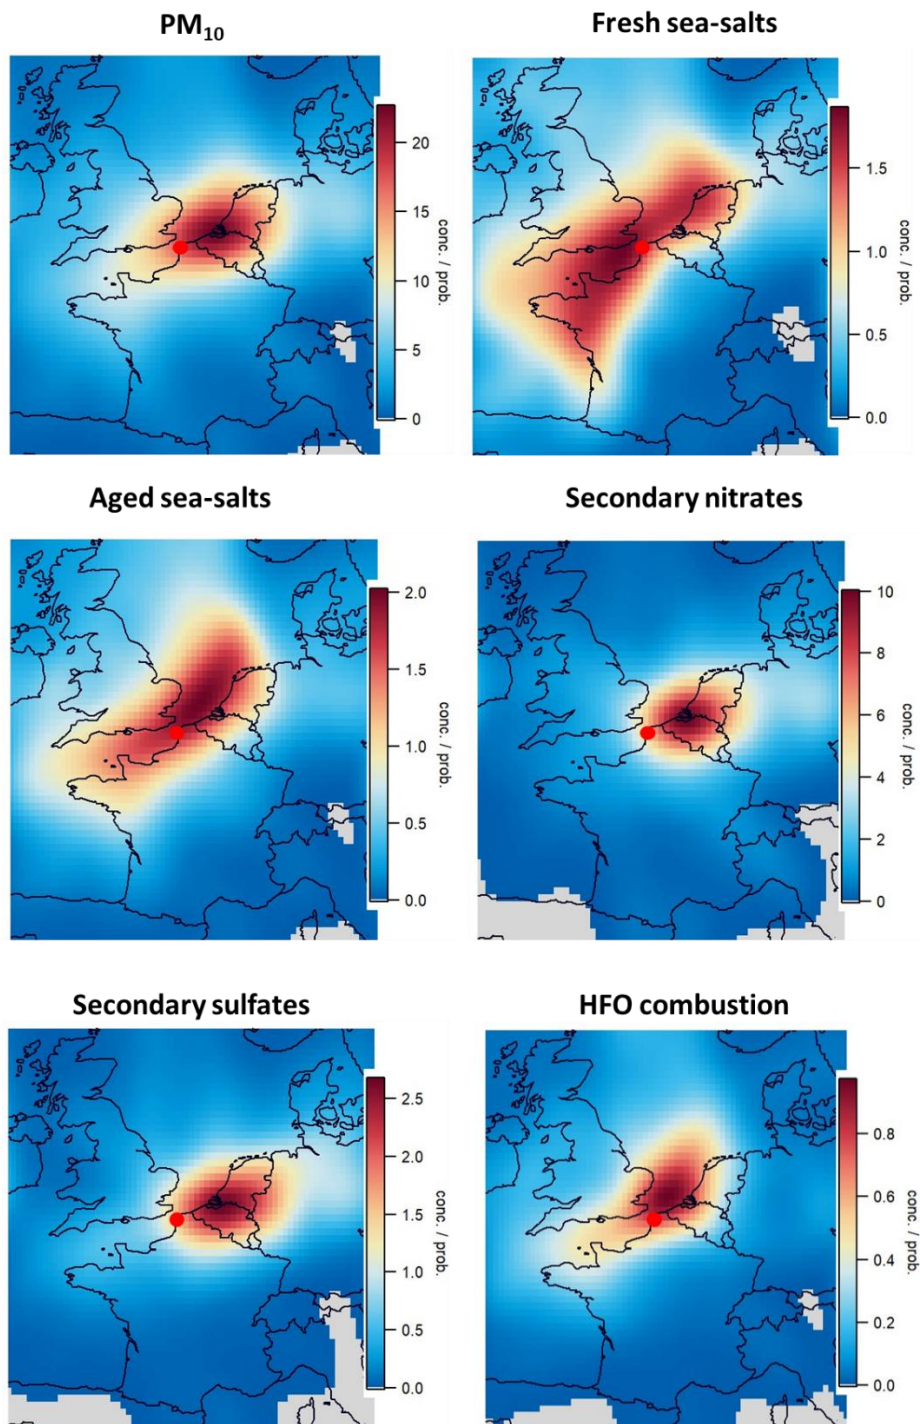 PM₁₀
Fresh sea-salts
20
15
10
5
0
conc. / prob.
1.5
1.0
0.5
0.0
conc. / prob.
Aged sea-salts
Secondary nitrates
2.0
1.5
1.0
0.5
0.0
conc. / prob.
10
8
6
4
2
0
conc. / prob.
Secondary sulfates
HFO combustion
2.5
2.0
1.5
1.0
0.5
0.0
conc. / prob.
0.8
0.6
0.4
0.2
0.0
conc. / prob.